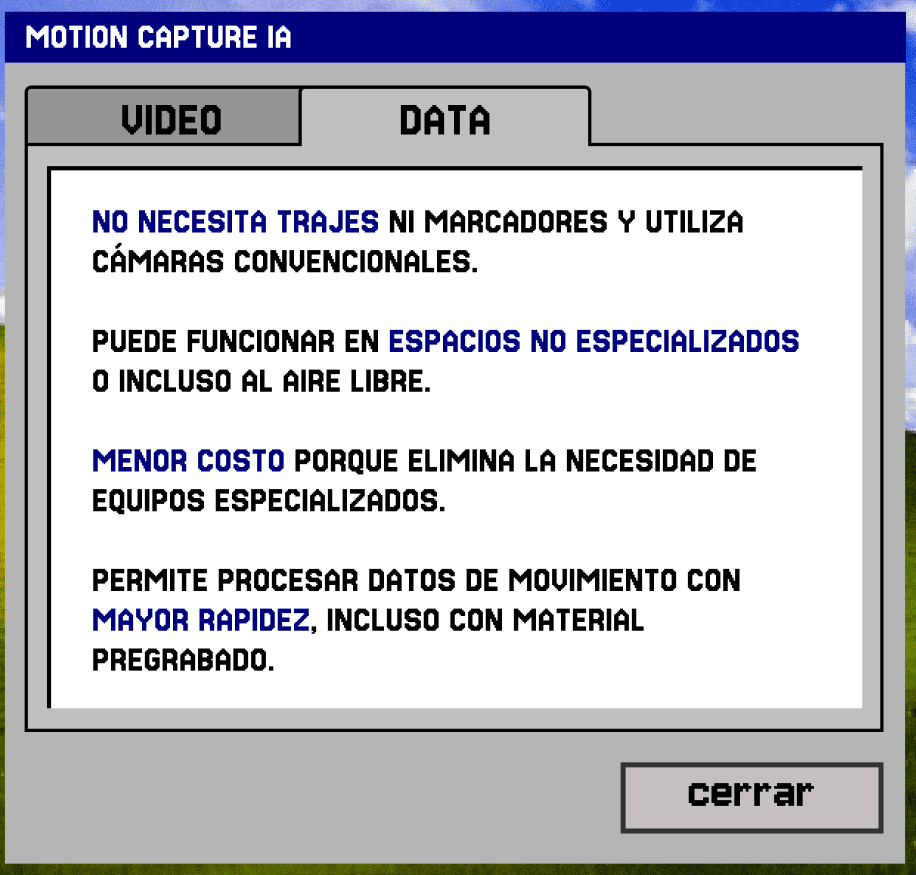 MOTION CAPTURE IA
VIDEO
DATA
NO NECESITA TRAJES NI MARCADORES Y UTILIZA
CÁMARAS CONVENCIONALES.
PUEDE FUNCIONAR EN ESPACIOS NO ESPECIALIZADOS
O INCLUSO AL AIRE LIBRE.
MENOR COSTO PORQUE ELIMINA LA NECESIDAD DE
EQUIPOS ESPECIALIZADOS.
PERMITE PROCESAR DATOS DE MOVIMIENTO CON
MAYOR RAPIDEZ, INCLUSO CON MATERIAL
PREGRABADO.
cerrar